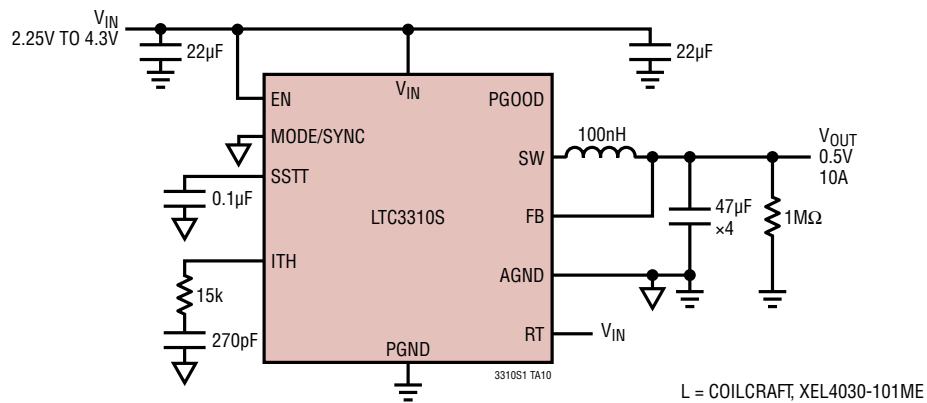 VIN
2.25V TO 4.3V
22µF
22µF
EN
VIN
PGOOD
MODE/SYNC
SW
100nH
VOUT
0.5V
10A
SSTT
0.1µF
LTC3310S
FB
47µF
×4
1MΩ
ITH
AGND
15k
270pF
RT
VIN
PGND
3310S1 TA10
L = COILCRAFT, XEL4030-101ME